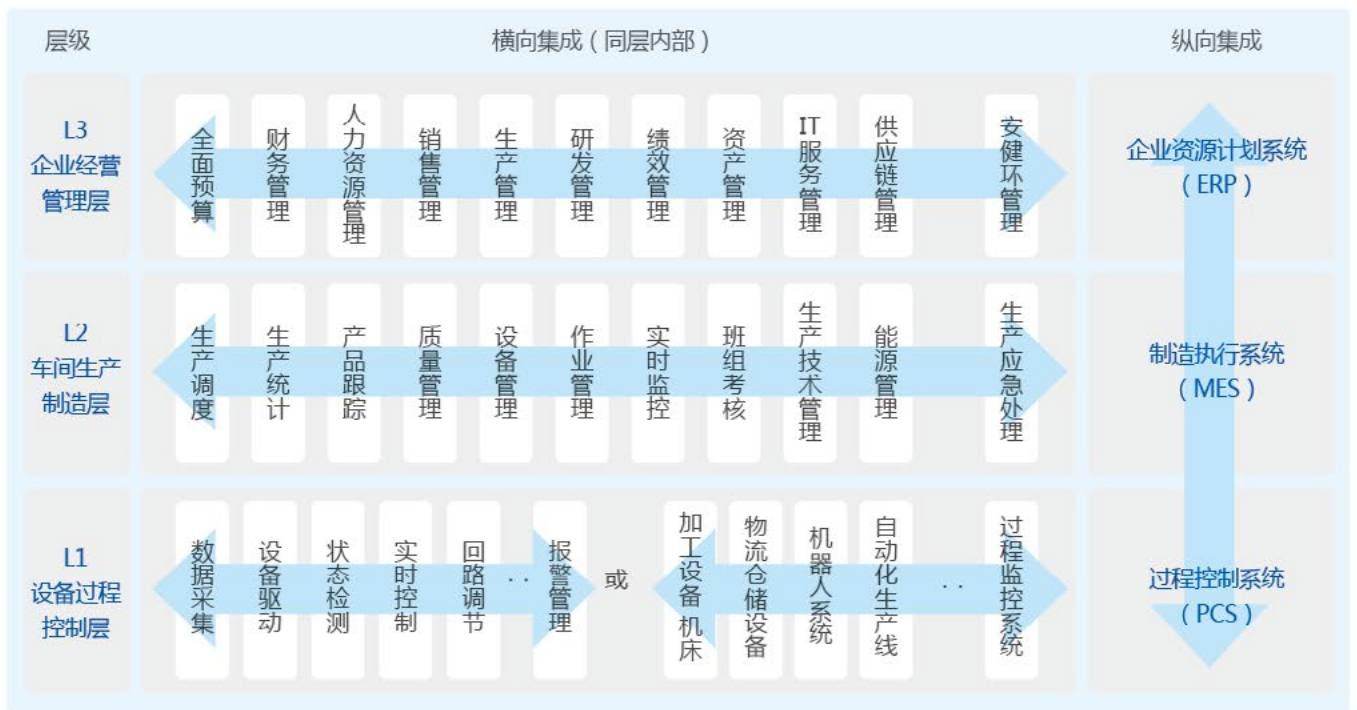 层级
横向集成（同层内部）
纵向集成
L3
企业经营
管理层
全面预算
财务管理
人力资源管理
销售管理
生产管理
研发管理
绩效管理
资产管理
IT服务管理
供应链管理
安健环管理
企业资源计划系统
（ERP）
L2
车间生产
制造层
生产调度
生产统计
产品跟踪
质量管理
设备管理
作业管理
实时监控
班组考核
生产技术管理
能源管理
生产应急处理
制造执行系统
（MES）
L1
设备过程
控制层
数据采集
设备驱动
状态检测
实时控制
回路调节
··
报警管理
或
加工设备 机床
物流仓储设备
机器人系统
自动化生产线
··
过程监控系统
过程控制系统
（PCS）